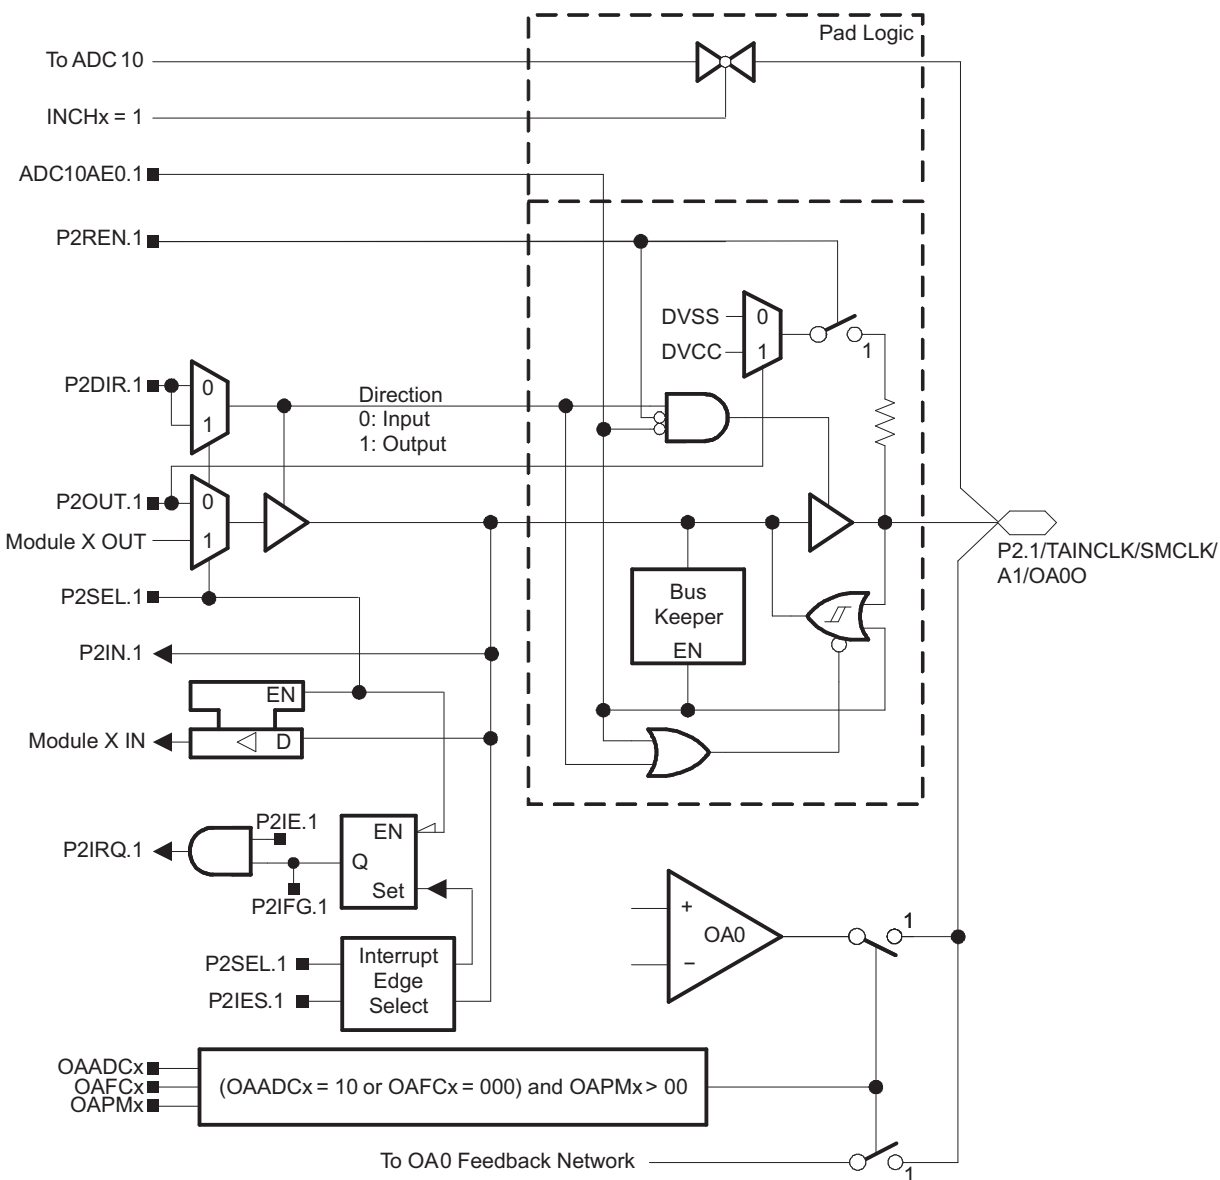 Pad Logic
To ADC 10
INCHx = 1
ADC10AE0.1
P2REN.1
DVSS
0
DVCC
1
1
P2DIR.1
0
1
Direction
0: Input
1: Output
P2OUT.1
0
Module X OUT
1
P2SEL.1
P2.1/TAINCLK/SMCLK/
A1/OA0O
Bus
Keeper
EN
P2IN.1
EN
Module X IN
D
P2IE.1
P2IRQ.1
P2IFG.1
EN
Q
Set
P2SEL.1
P2IES.1
Interrupt
Edge
Select
+
OA0
−
1
OAADCx
OAFCx
OAPMx
(OAADCx = 10 or OAFCx = 000) and OAPMx > 00
To OA0 Feedback Network
1